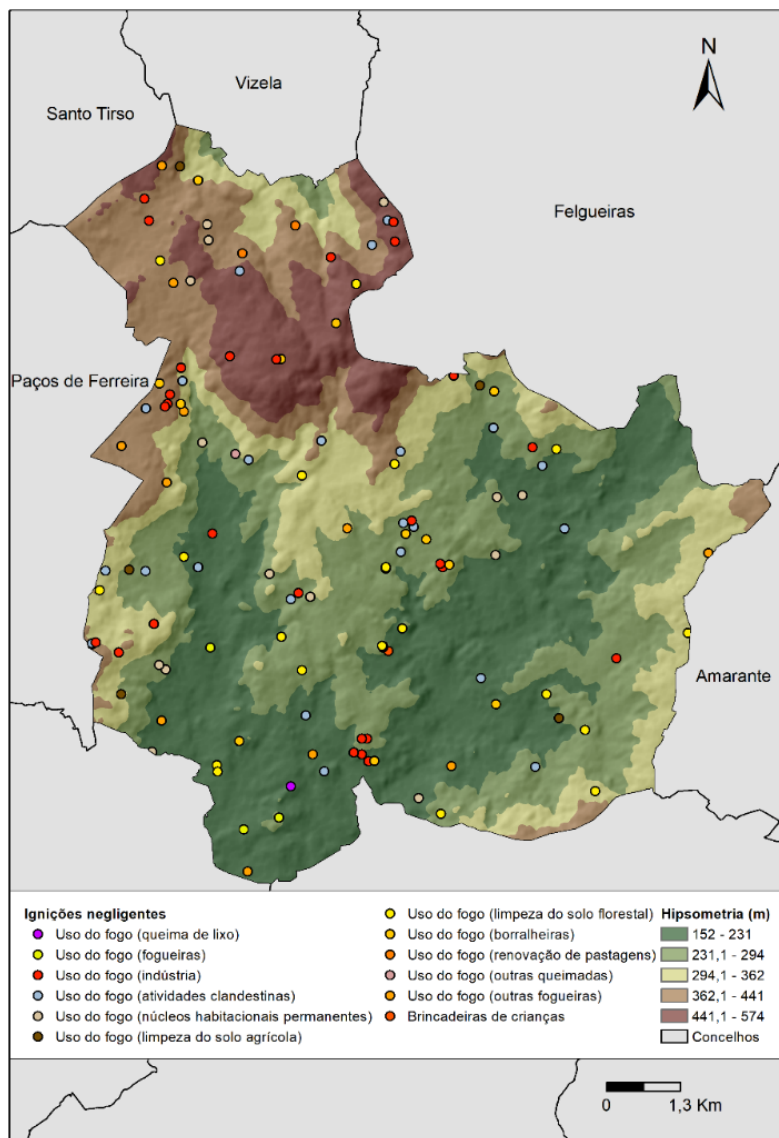 N
Vizela
Santo Tirso
Felgueiras
Paços de Ferreira
Amarante
Ignições negligentes
Uso do fogo (queima de lixo)
Uso do fogo (fogueiras)
Uso do fogo (indústria)
Uso do fogo (atividades clandestinas)
Uso do fogo (núcleos habitacionais permanentes)
Uso do fogo (limpeza do solo agrícola)
Uso do fogo (limpeza do solo florestal)
Uso do fogo (borralheiras)
Uso do fogo (renovação de pastagens)
Uso do fogo (outras queimadas)
Uso do fogo (outras fogueiras)
Brincadeiras de crianças
Hipsometria (m)
152 - 231
231,1 - 294
294,1 - 362
362,1 - 441
441,1 - 574
Concelhos
0 1,3 Km